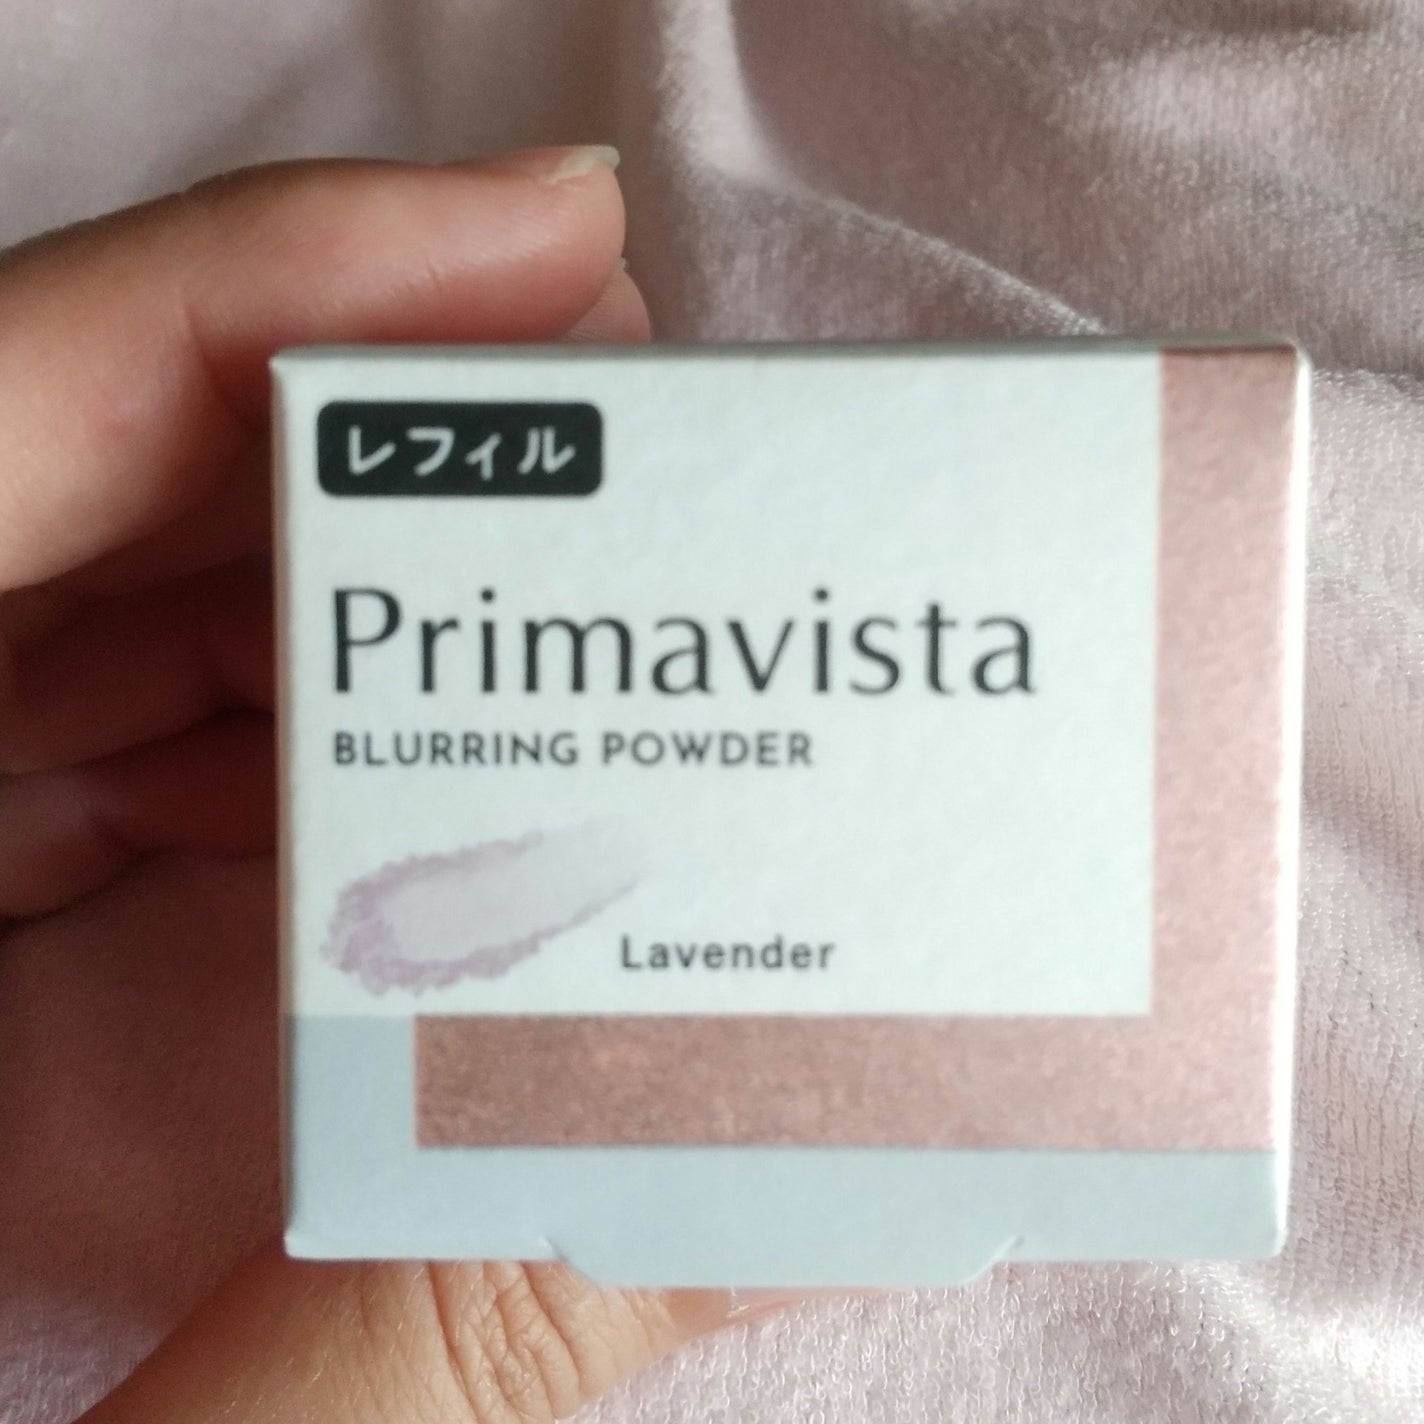 レフィル
Primavista
BLURRING POWDER
Lavender